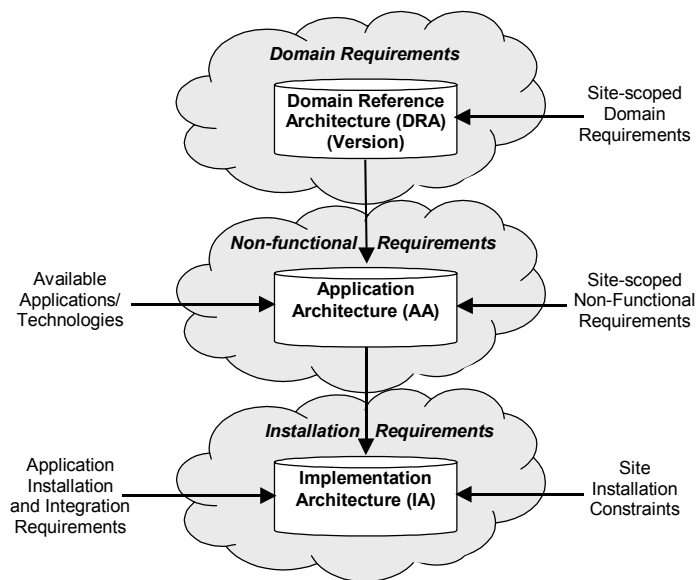 Domain Requirements
Domain Reference
Architecture (DRA)
(Version)
Site-scoped
Domain
Requirements
Non-functional Requirements
Available
Applications/
Technologies
Application
Architecture (AA)
Site-scoped
Non-Functional
Requirements
Installation Requirements
Application
Installation
and Integration
Requirements
Implementation
Architecture (IA)
Site
Installation
Constraints